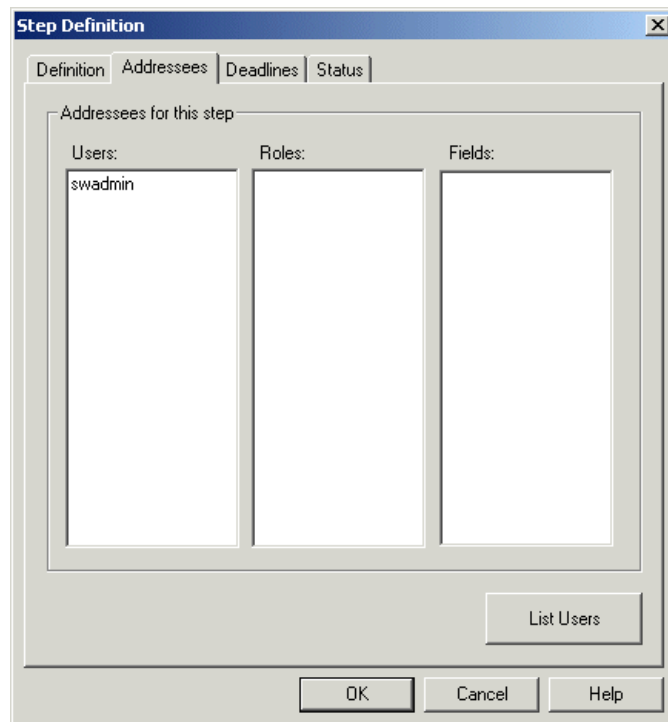 Step Definition
Definition Addressees Deadlines Status
Addressees for this step
Users: Roles: Fields:
swadmin
List Users
OK Cancel Help